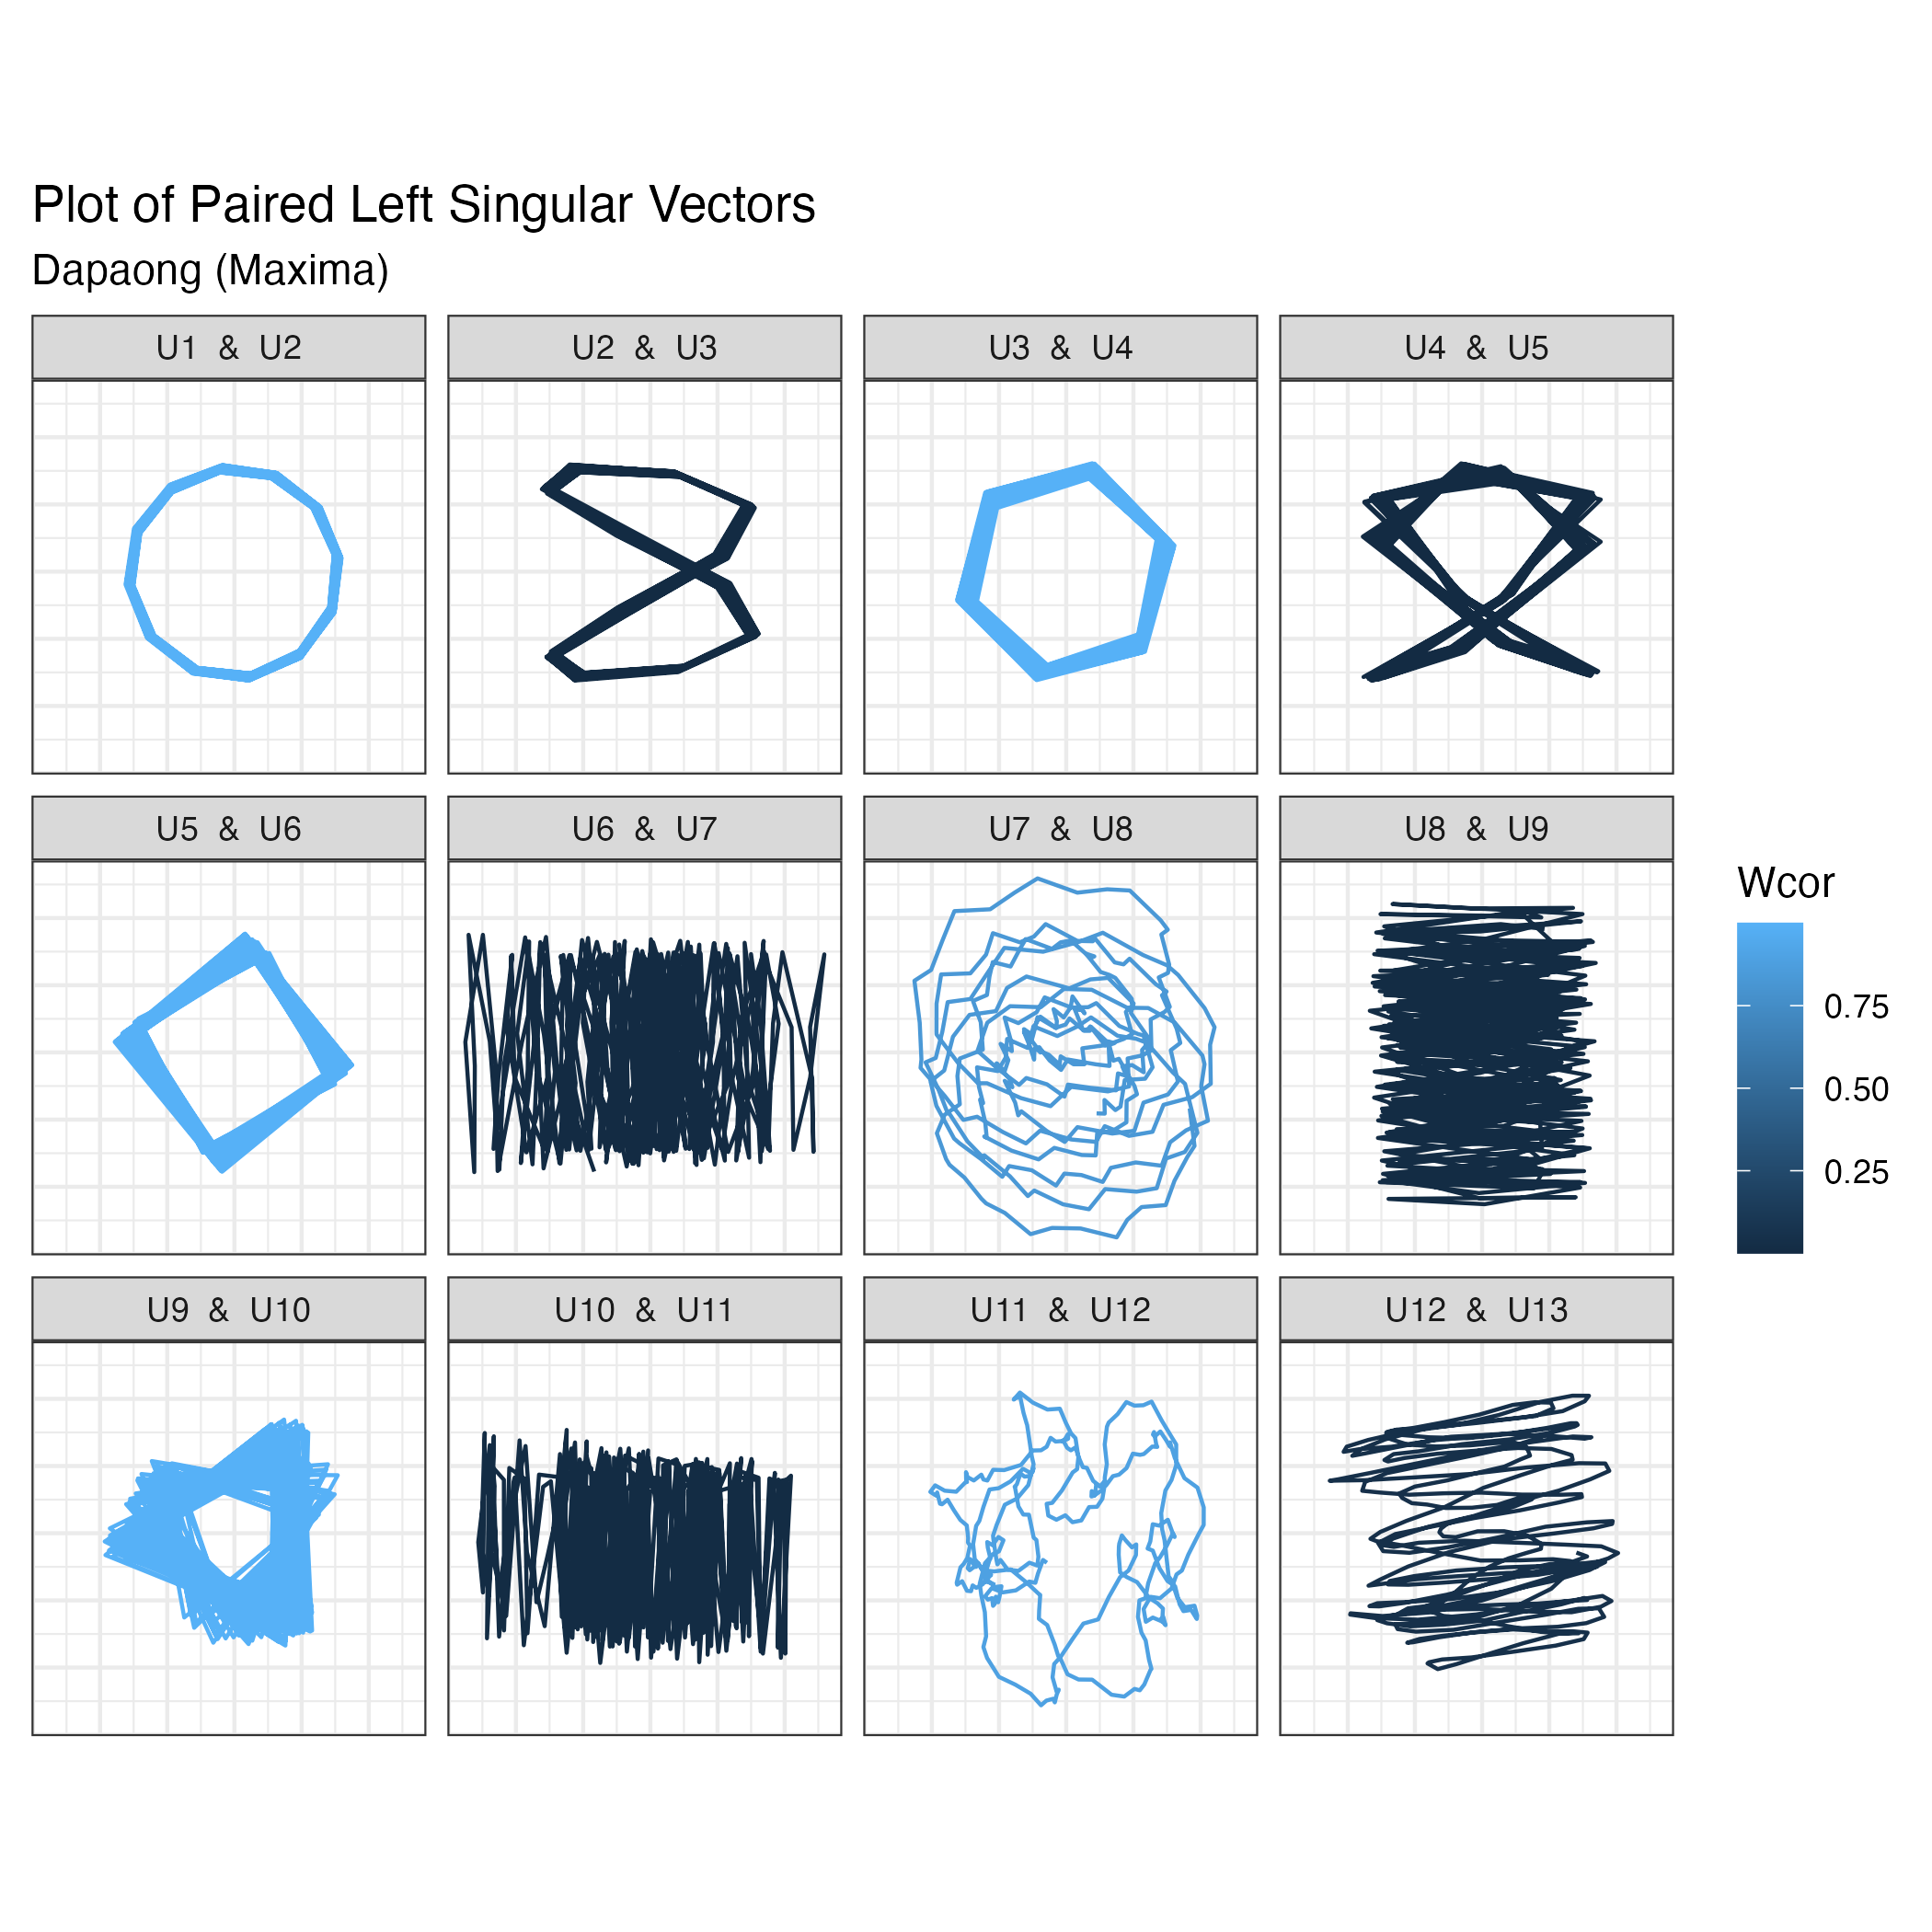 Plot of Paired Left Singular Vectors
Dapaong (Maxima)
U1 & U2
U2 & U3
U3 & U4
U4 & U5
U5 & U6
U6 & U7
U7 & U8
U8 & U9
U9 & U10
U10 & U11
U11 & U12
U12 & U13
Wcor
0.75
0.50
0.25